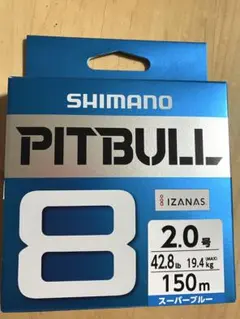 SHIMANO
PITBULL
8
IZANAS
2.0号
42.8lb 19.4kg (MAX)
150m
スーパーブルー